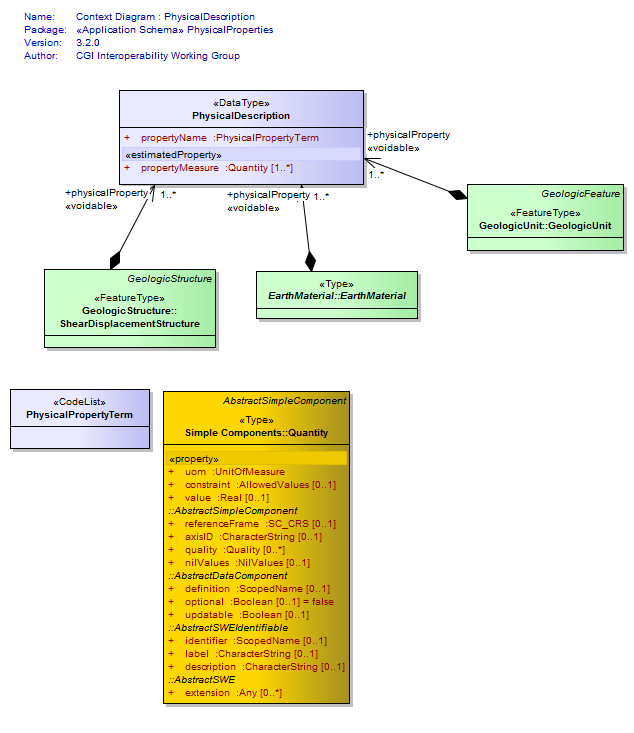 Name: Context Diagram : PhysicalDescription
Package: «Application Schema» PhysicalProperties
Version: 3.2.0
Author: CGI Interoperability Working Group
«DataType»
PhysicalDescription
+ propertyName :PhysicalPropertyTerm
«estimatedProperty»
+ propertyMeasure :Quantity [1..*]
+physicalProperty
«voidable»
1..*
+physicalProperty
«voidable»
1..*
+physicalProperty
«voidable»
1..*
GeologicFeature
«FeatureType»
GeologicUnit::GeologicUnit
GeologicStructure
«FeatureType»
GeologicStructure::
ShearDisplacementStructure
«Type»
EarthMaterial::EarthMaterial
«CodeList»
PhysicalPropertyTerm
AbstractSimpleComponent
«Type»
Simple Components::Quantity
«property»
+ uom :UnitOfMeasure
+ constraint :AllowedValues [0..1]
+ value :Real [0..1]
::AbstractSimpleComponent
+ referenceFrame :SC_CRS [0..1]
+ axisID :CharacterString [0..1]
+ quality :Quality [0..*]
+ nilValues :NilValues [0..1]
::AbstractDataComponent
+ definition :ScopedName [0..1]
+ optional :Boolean [0..1] = false
+ updatable :Boolean [0..1]
::AbstractSWEIdentifiable
+ identifier :ScopedName [0..1]
+ label :CharacterString [0..1]
+ description :CharacterString [0..1]
::AbstractSWE
+ extension :Any [0..*]